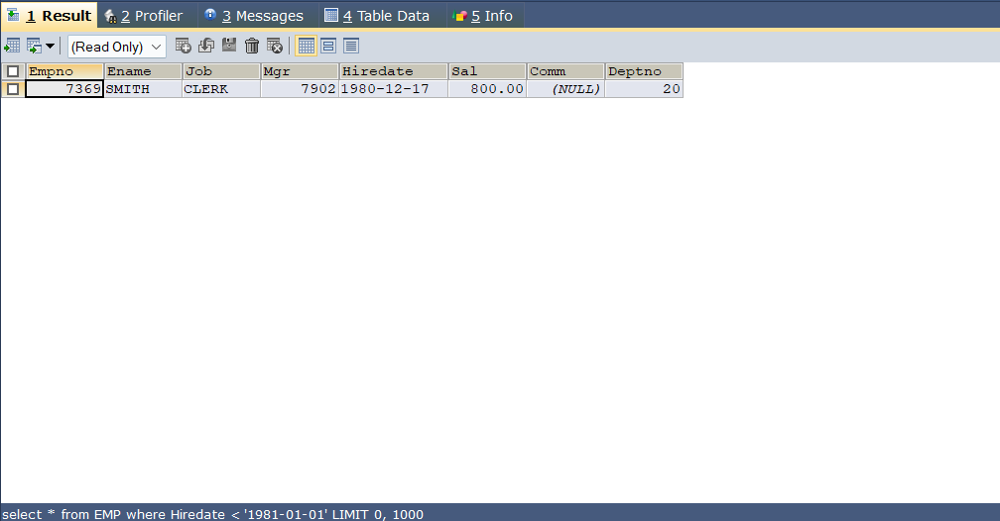 1 Result 2 Profiler 3 Messages 4 Table Data 5 Info
(Read Only)
Empno Ename Job Mgr Hiredate Sal Comm Deptno
7369 SMITH CLERK 7902 1980-12-17 800.00 (NULL) 20
select * from EMP where Hiredate < '1981-01-01' LIMIT 0, 1000